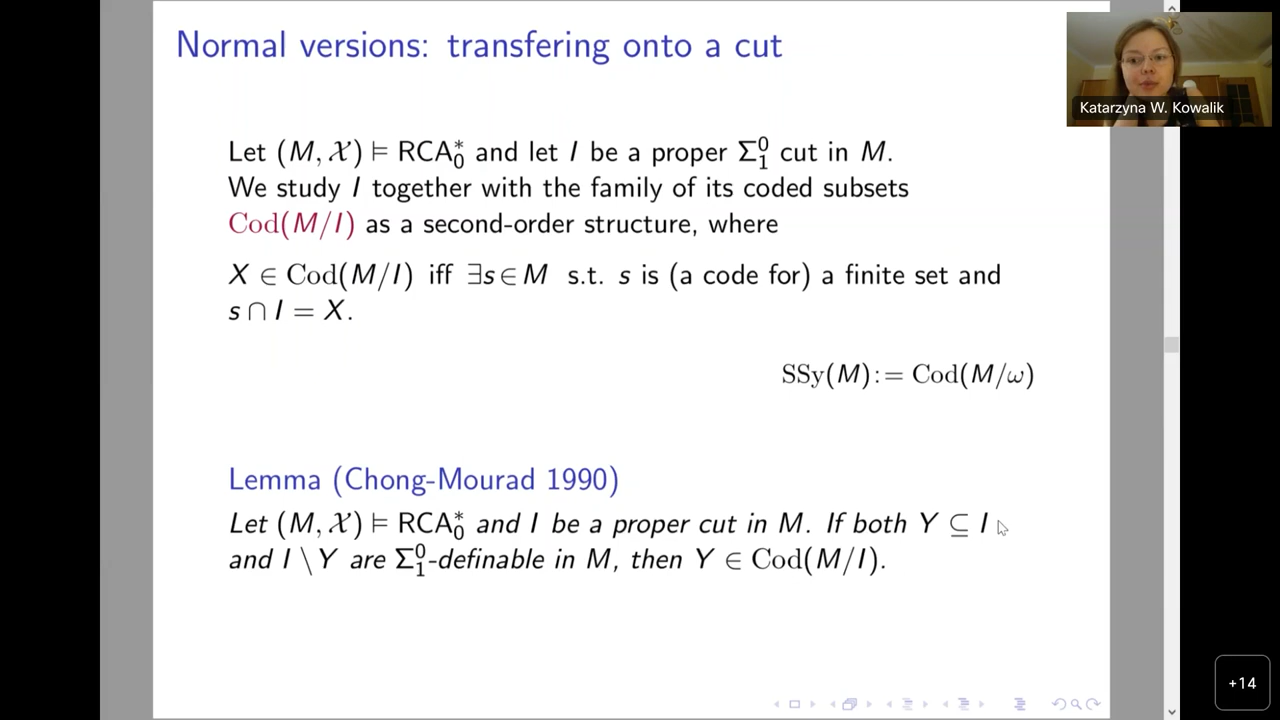 Normal versions: transfering onto a cut
Katarzyna W. Kowalik
Let (M, 𝒳) ⊨ RCA₀* and let I be a proper Σ₁⁰ cut in M.
We study I together with the family of its coded subsets
Cod(M/I) as a second-order structure, where
X ∈ Cod(M/I) iff ∃s∈M s.t. s is (a code for) a finite set and
s ∩ I = X.
SSy(M) := Cod(M/ω)
Lemma (Chong-Mourad 1990)
Let (M, 𝒳) ⊨ RCA₀* and I be a proper cut in M. If both Y ⊆ I
and I \ Y are Σ₁⁰-definable in M, then Y ∈ Cod(M/I).
+14